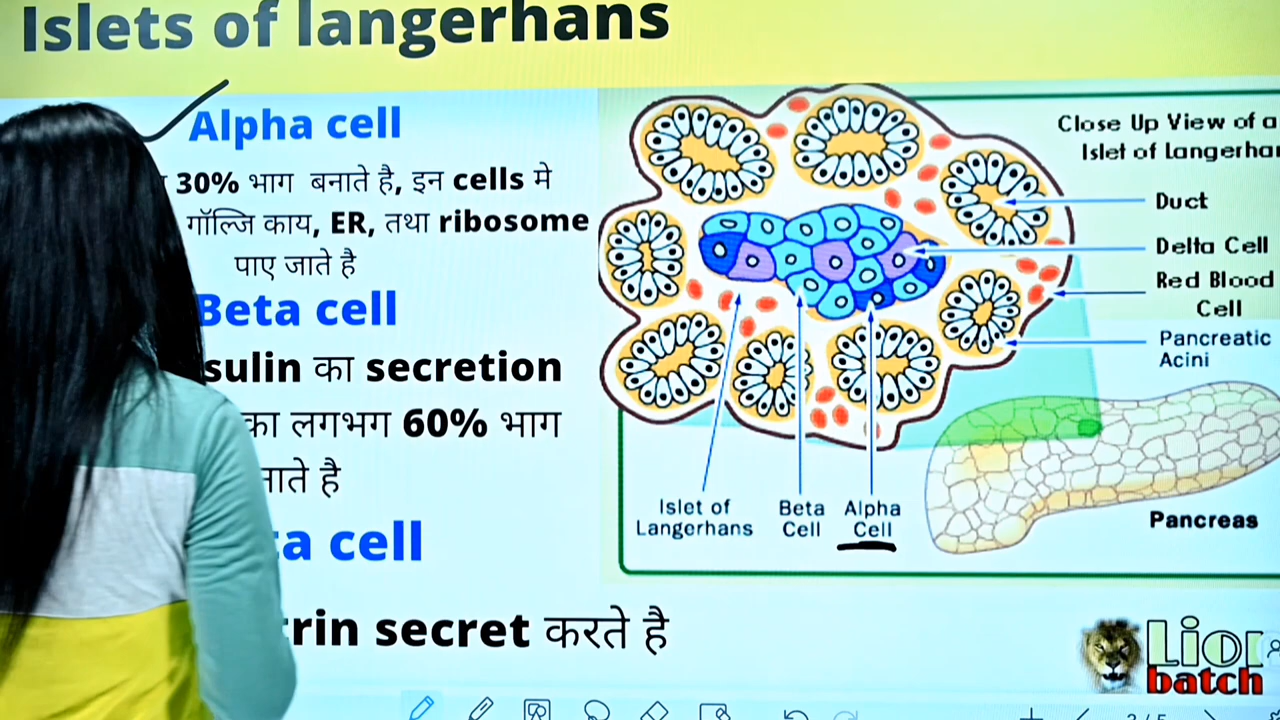 Islets of langerhans
Alpha cell
30% भाग बनाते है, इन cells मे
गॉल्जि काय, ER, तथा ribosome
पाए जाते है
Beta cell
sulin का secretion
का लगभग 60% भाग
नाते है
ta cell
trin secret करते है
Close Up View of a
Islet of Langerhan
Duct
Delta Cell
Red Blood
Cell
Pancreatic
Acini
Islet of
Langerhans
Beta
Cell
Alpha
Cell
Pancreas
Lion
batch